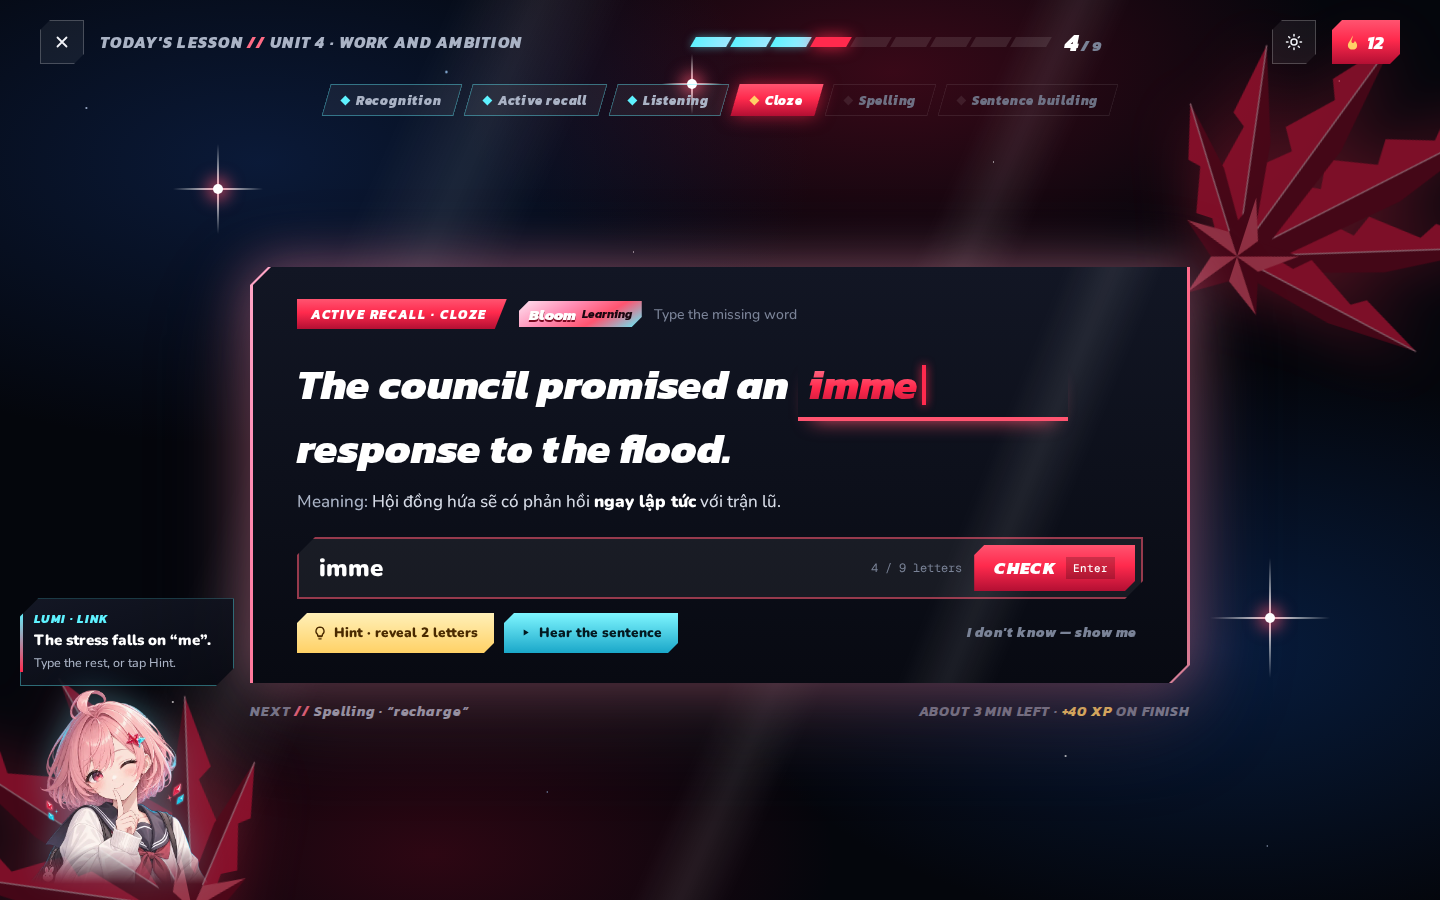 TODAY'S LESSON // UNIT 4 · WORK AND AMBITION
4 / 9
12
Recognition
Active recall
Listening
Cloze
Spelling
Sentence building
ACTIVE RECALL · CLOZE
Bloom Learning
Type the missing word
The council promised an imme
response to the flood.
Meaning: Hội đồng hứa sẽ có phản hồi ngay lập tức với trận lũ.
imme
4 / 9 letters
CHECK Enter
Hint · reveal 2 letters
Hear the sentence
I don't know — show me
LUMI · LINK
The stress falls on “me”.
Type the rest, or tap Hint.
NEXT // Spelling · “recharge”
ABOUT 3 MIN LEFT · +40 XP ON FINISH